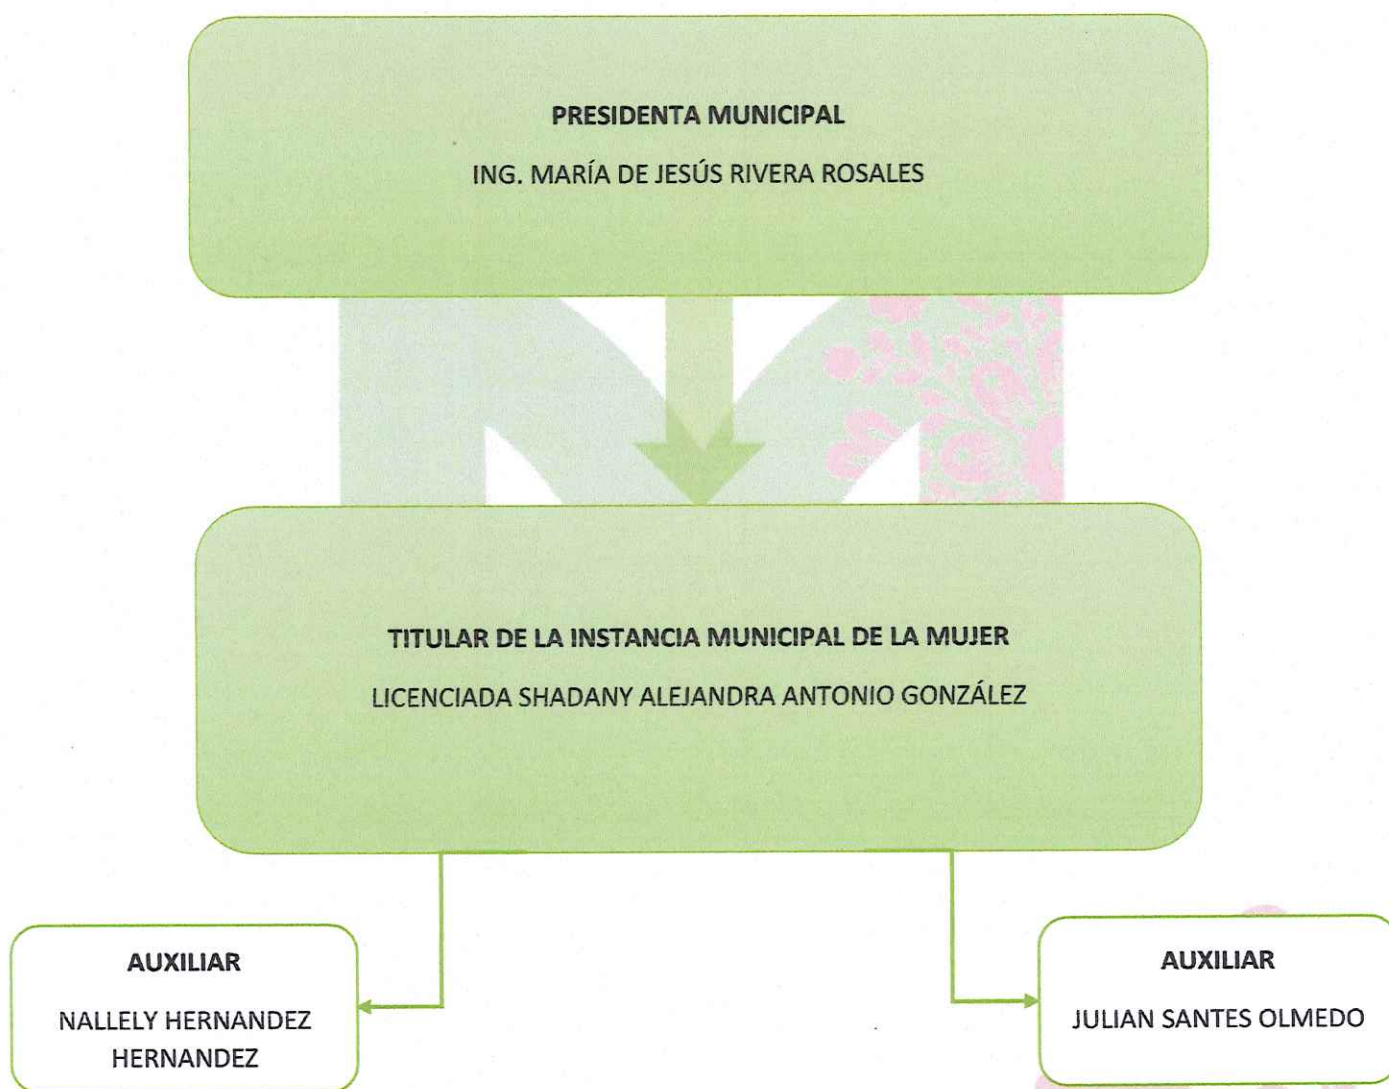 PRESIDENTA MUNICIPAL
ING. MARÍA DE JESÚS RIVERA ROSALES
TITULAR DE LA INSTANCIA MUNICIPAL DE LA MUJER
LICENCIADA SHADANY ALEJANDRA ANTONIO GONZÁLEZ
AUXILIAR
NALLELY HERNANDEZ
HERNANDEZ
AUXILIAR
JULIAN SANTES OLMEDO